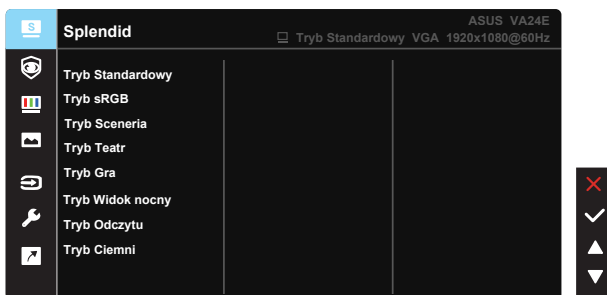 S
Splendid
ASUS VA24E
Tryb Standardowy VGA 1920x1080@60Hz
Tryb Standardowy
Tryb sRGB
Tryb Sceneria
Tryb Teatr
Tryb Gra
Tryb Widok nocny
Tryb Odczytu
Tryb Ciemni